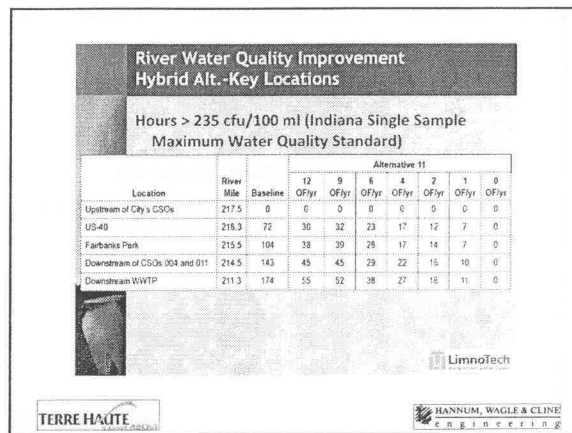 River Water Quality Improvement
Hybrid Alt.-Key Locations
Hours > 235 cfu/100 ml (Indiana Single Sample
Maximum Water Quality Standard)
Alternative 11
Location River Mile Baseline 12 OF/yr 9 OF/yr 6 OF/yr 4 OF/yr 2 OF/yr 1 OF/yr 0 OF/yr
Upstream of City's CSOs 217.5 0 0 0 0 0 0 0 0
US-40 216.3 72 30 32 23 17 12 7 0
Fairbanks Park 215.5 104 38 39 26 17 14 7 0
Downstream of CSOs 004 and 011 214.5 143 45 45 29 22 16 10 0
Downstream WWTP 211.3 174 55 52 38 27 18 11 0
LimnoTech
TERRE HAUTE
HANNUM, WAGLE & CLINE
engineering